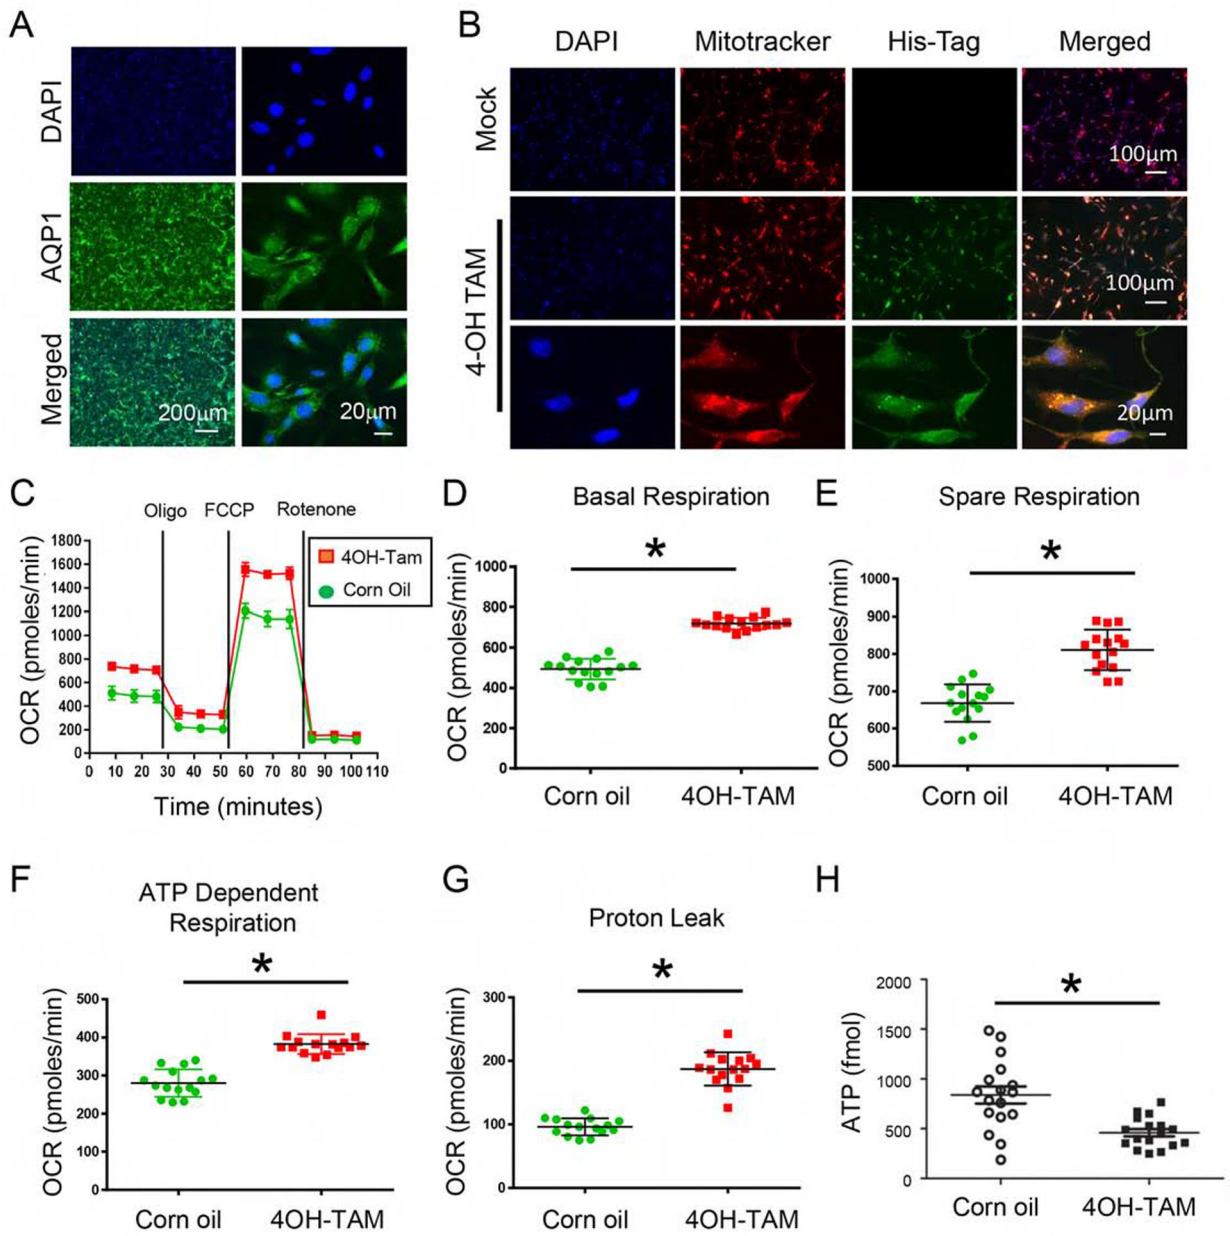 A
DAPI
AQP1
Merged
200µm
20µm
B
DAPI Mitotracker His-Tag Merged
Mock
4-OH TAM
100µm
100µm
20µm
C
Oligo FCCP Rotenone
OCR (pmoles/min)
1800
1600
1400
1200
1000
800
600
400
200
0
0 10 20 30 40 50 60 70 80 90 100 110
Time (minutes)
4OH-Tam
Corn Oil
D
Basal Respiration
*
OCR (pmoles/min)
1000
800
600
400
200
0
Corn oil 4OH-TAM
E
Spare Respiration
*
OCR (pmoles/min)
1000
900
800
700
600
500
Corn oil 4OH-TAM
F
ATP Dependent
Respiration
*
OCR (pmoles/min)
500
400
300
200
100
0
Corn oil 4OH-TAM
G
Proton Leak
*
OCR (pmoles/min)
300
200
100
0
Corn oil 4OH-TAM
H
*
ATP (fmol)
2000
1500
1000
500
0
Corn oil 4OH-TAM